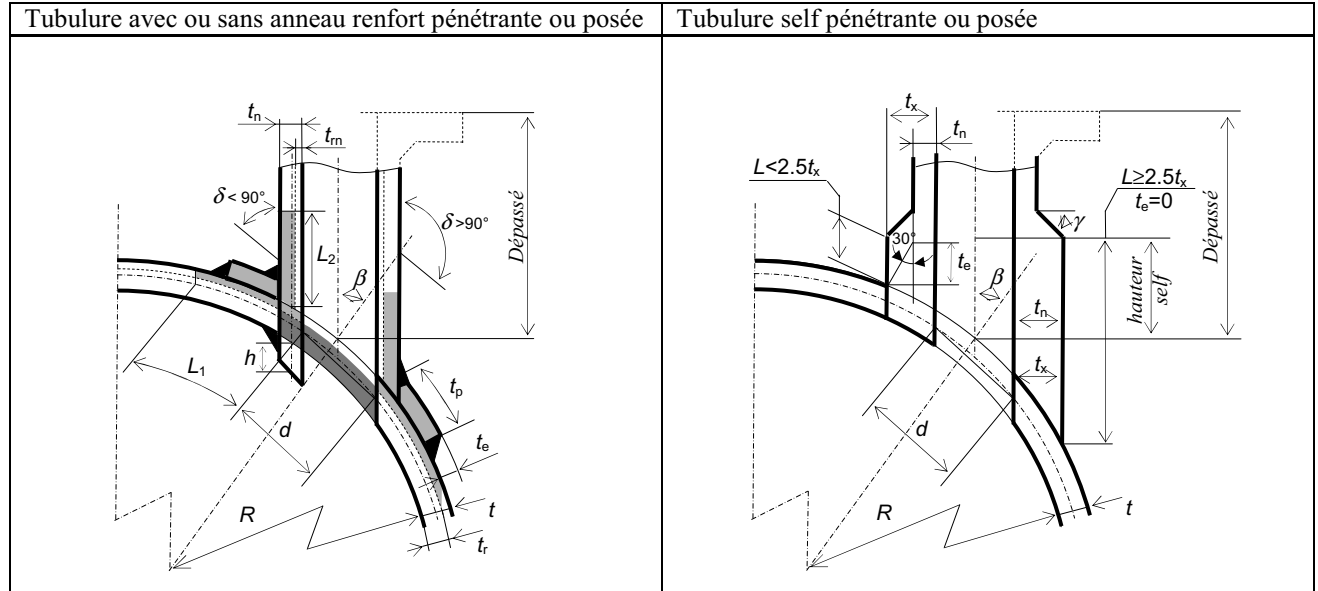 Tubulure avec ou sans anneau renfort pénétrante ou posée
Tubulure self pénétrante ou posée
tn
trn
δ < 90°
δ >90°
L2
β
Dépassé
h
L1
d
tp
te
R
t
tr
tx
tn
L<2.5tx
L≥2.5tx
te=0
γ
30°
te
β
hauteur self
Dépassé
tn
tx
d
R
t